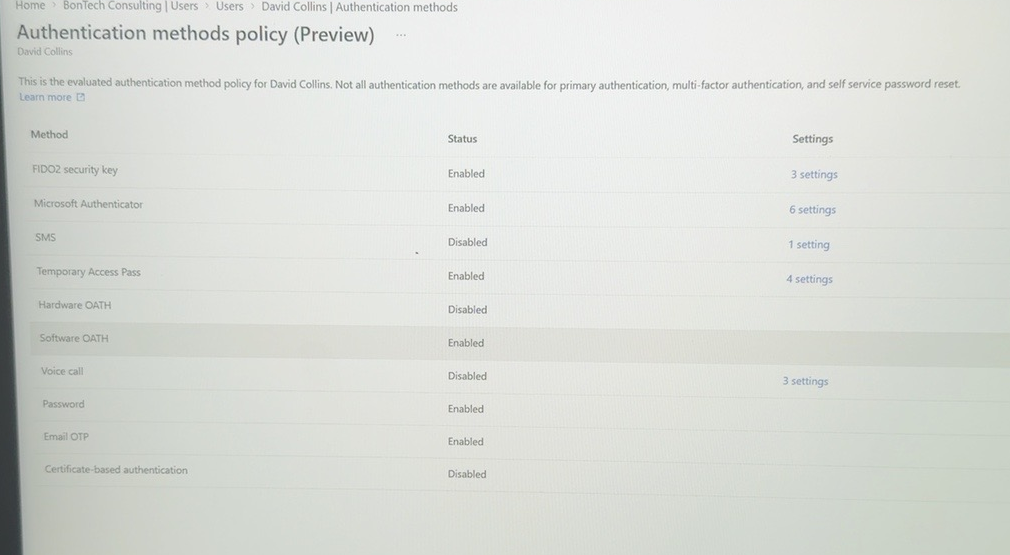 Home > BonTech Consulting | Users > Users > David Collins | Authentication methods
Authentication methods policy (Preview) ...
David Collins
This is the evaluated authentication method policy for David Collins. Not all authentication methods are available for primary authentication, multi-factor authentication, and self service password reset.
Learn more
Method Status Settings
FIDO2 security key Enabled 3 settings
Microsoft Authenticator Enabled 6 settings
SMS Disabled 1 setting
Temporary Access Pass Enabled 4 settings
Hardware OATH Disabled
Software OATH Enabled
Voice call Disabled 3 settings
Password Enabled
Email OTP Enabled
Certificate-based authentication Disabled